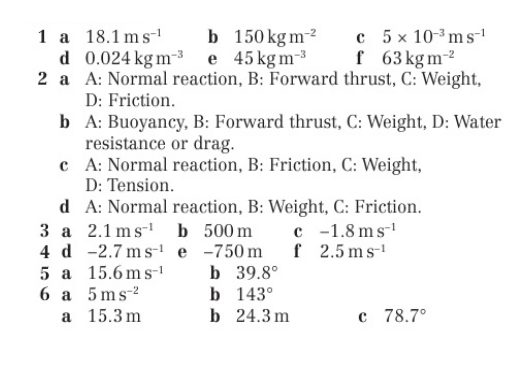 1 a 18.1 m s⁻¹ b 150 kg m⁻² c 5 × 10⁻³ m s⁻¹
d 0.024 kg m⁻³ e 45 kg m⁻³ f 63 kg m⁻²
2 a A: Normal reaction, B: Forward thrust, C: Weight,
D: Friction.
b A: Buoyancy, B: Forward thrust, C: Weight, D: Water
resistance or drag.
c A: Normal reaction, B: Friction, C: Weight,
D: Tension.
d A: Normal reaction, B: Weight, C: Friction.
3 a 2.1 m s⁻¹ b 500 m c −1.8 m s⁻¹
4 d −2.7 m s⁻¹ e −750 m f 2.5 m s⁻¹
5 a 15.6 m s⁻¹ b 39.8°
6 a 5 m s⁻² b 143°
a 15.3 m b 24.3 m c 78.7°